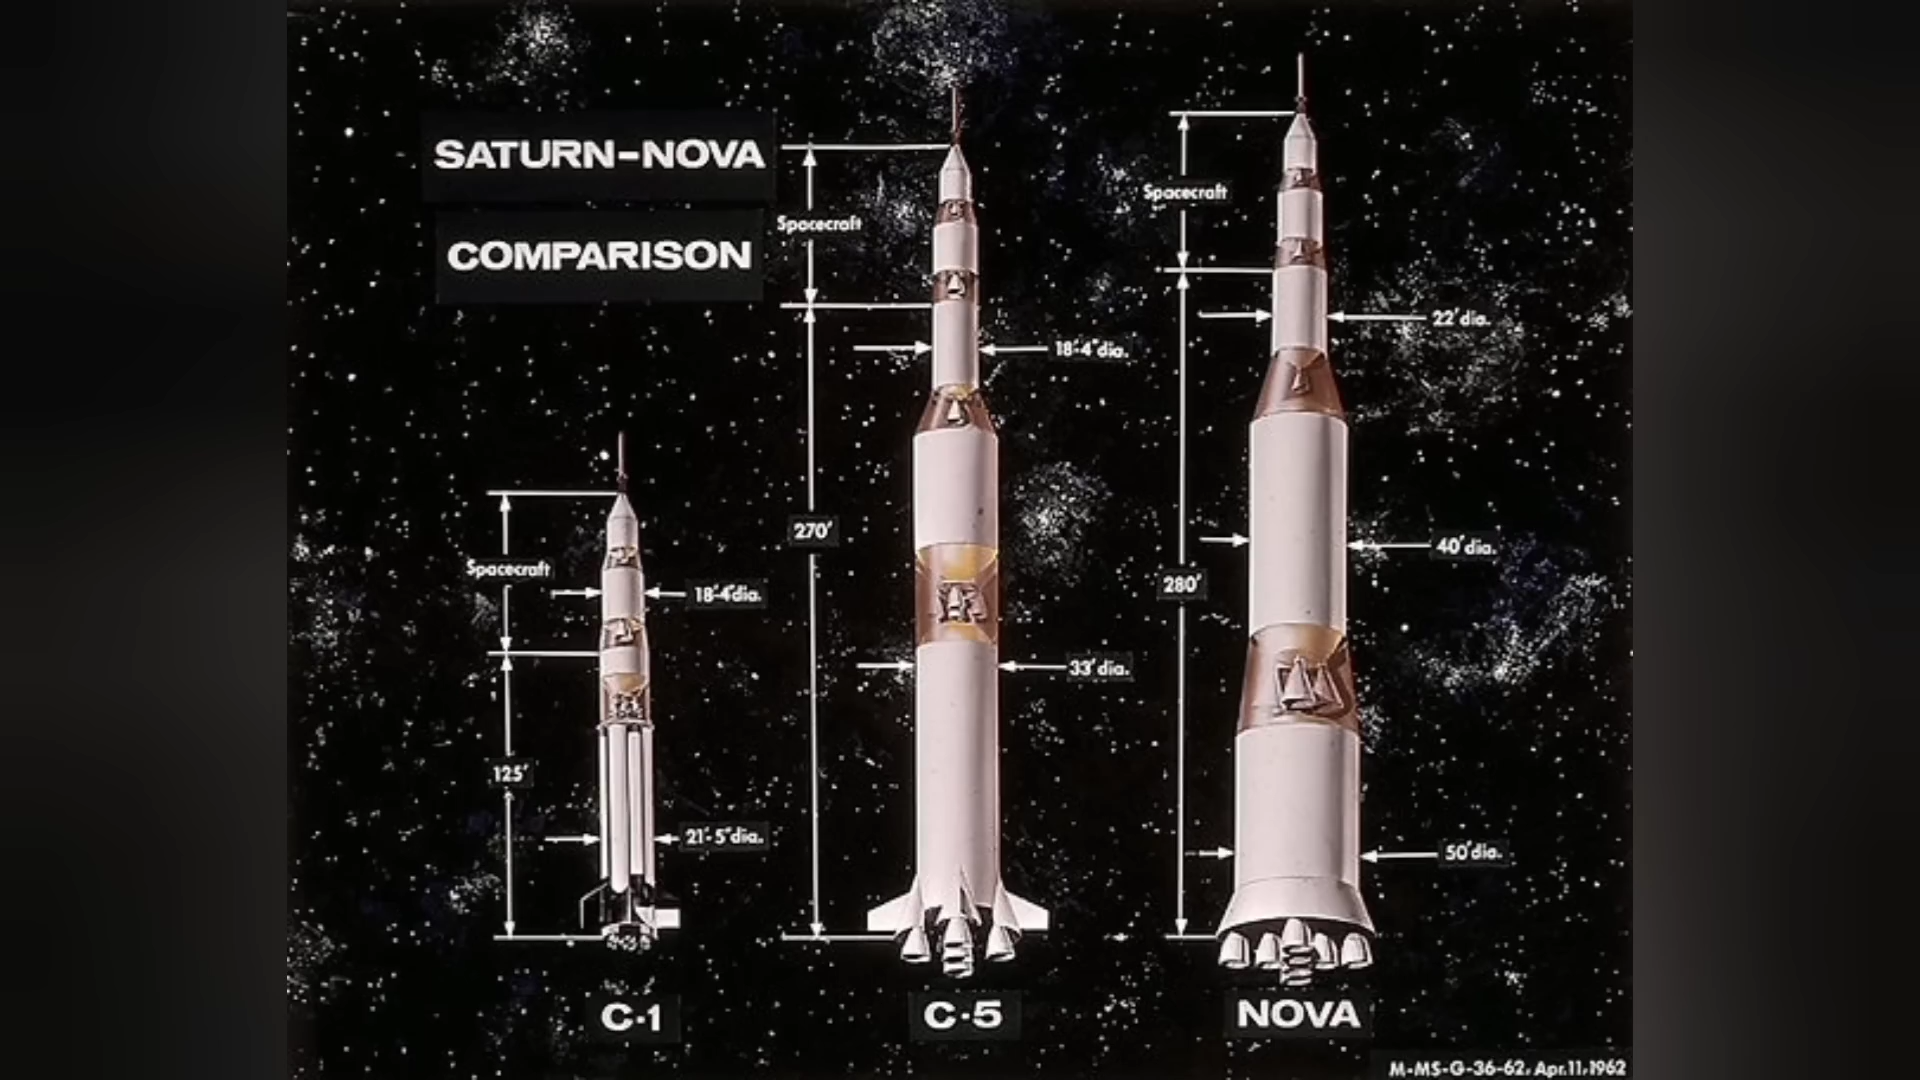 SATURN-NOVA
COMPARISON
Spacecraft
18'-4"dia.
125'
21'-5"dia.
C-1
Spacecraft
18'-4"dia.
270'
33'dia.
C-5
Spacecraft
22'dia.
40'dia.
280'
50'dia.
NOVA
M-MS-G-36-62, Apr.11,1962